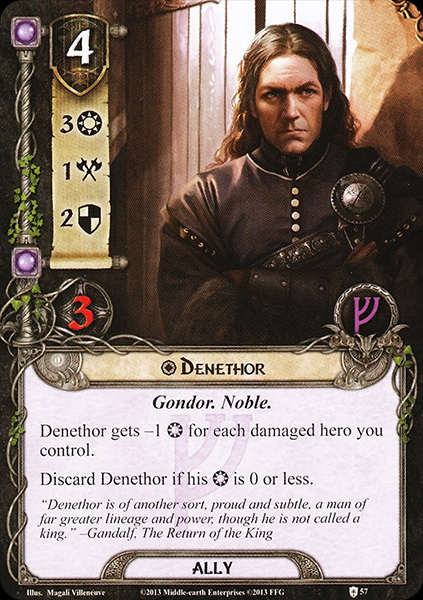 4
3
1
2
3
DENETHOR
Gondor. Noble.
Denethor gets –1 for each damaged hero you
control.
Discard Denethor if his is 0 or less.
“Denethor is of another sort, proud and subtle, a man of
far greater lineage and power, though he is not called a
king.” –Gandalf, The Return of the King
ALLY
Illus. Magali Villeneuve ©2013 Middle-earth Enterprises ©2013 FFG 57